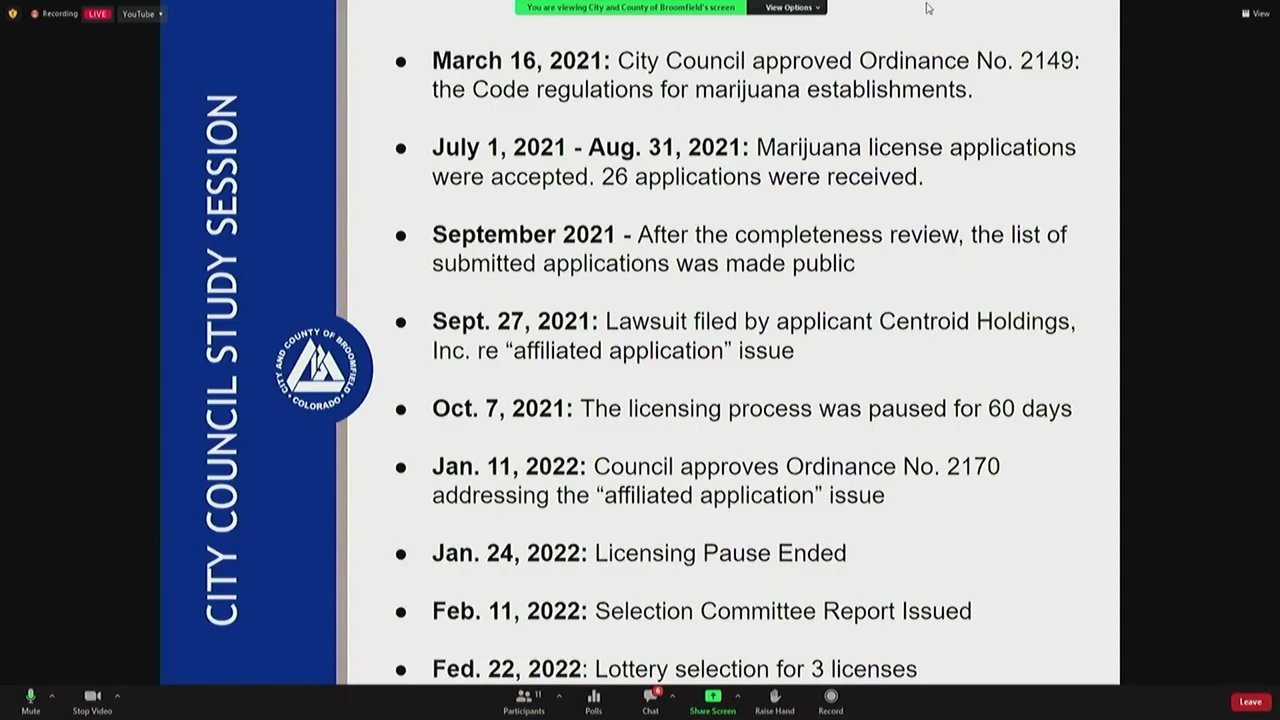 Recording LIVE YouTube
You are viewing City and County of Broomfield's screen View Options
View
CITY COUNCIL STUDY SESSION
CITY AND COUNTY OF BROOMFIELD
COLORADO
● March 16, 2021: City Council approved Ordinance No. 2149:
the Code regulations for marijuana establishments.
● July 1, 2021 - Aug. 31, 2021: Marijuana license applications
were accepted. 26 applications were received.
● September 2021 - After the completeness review, the list of
submitted applications was made public
● Sept. 27, 2021: Lawsuit filed by applicant Centroid Holdings,
Inc. re “affiliated application” issue
● Oct. 7, 2021: The licensing process was paused for 60 days
● Jan. 11, 2022: Council approves Ordinance No. 2170
addressing the “affiliated application” issue
● Jan. 24, 2022: Licensing Pause Ended
● Feb. 11, 2022: Selection Committee Report Issued
● Fed. 22, 2022: Lottery selection for 3 licenses
Mute
Stop Video
11
Participants
Polls
6
Chat
Share Screen
Raise Hand
Record
Leave